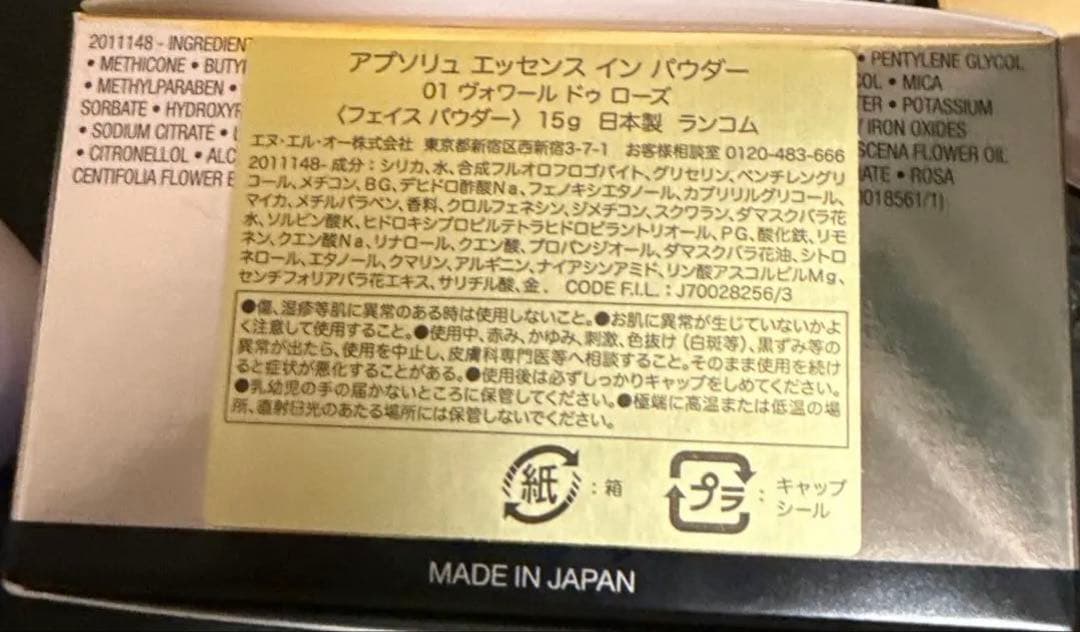 2011148 - INGREDIEN
• METHICONE • BUTY
• METHYLPARABEN •
SORBATE • HYDROXY
• SODIUM CITRATE •
• CITRONELLOL • ALC
CENTIFOLIA FLOWER E
• PENTYLENE GLYCOL
OL • MICA
ER • POTASSIUM
IRON OXIDES
SCENA FLOWER OIL
ATE • ROSA
018561/1)
アプソリュ エッセンス イン パウダー
01 ヴォワール ドゥ ローズ
〈フェイス パウダー〉 15g 日本製 ランコム
エヌ・エル・オー株式会社 東京都新宿区西新宿3-7-1 お客様相談室 0120-483-666
2011148- 成分：シリカ、水、合成フルオロフロゴパイト、グリセリン、ペンチレングリ
コール、メチコン、BG、デヒドロ酢酸Na、フェノキシエタノール、カプリリルグリコール、
マイカ、メチルパラベン、香料、クロルフェネシン、ジメチコン、スクワラン、ダマスクバラ花
水、ソルビン酸K、ヒドロキシプロピルテトラヒドロピラントリオール、PG、酸化鉄、リモ
ネン、クエン酸Na、リナロール、クエン酸、プロパンジオール、ダマスクバラ花油、シトロ
ネロール、エタノール、クマリン、アルギニン、ナイアシンアミド、リン酸アスコルビルMg、
センチフォリアバラ花エキス、サリチル酸、金． CODE F.I.L.：J70028256/3
●傷、湿疹等肌に異常のある時は使用しないこと。●お肌に異常が生じていないかよ
く注意して使用すること。●使用中、赤み、かゆみ、刺激、色抜け（白斑等）、黒ずみ等の
異常が出たら、使用を中止し、皮膚科専門医等へ相談すること。そのまま使用を続け
ると症状が悪化することがある。●使用後は必ずしっかりキャップをしめてください。
●乳幼児の手の届かないところに保管してください。●極端に高温または低温の場
所、直射日光のあたる場所には保管しないでください。
紙：箱
プラ：キャップ
シール
MADE IN JAPAN